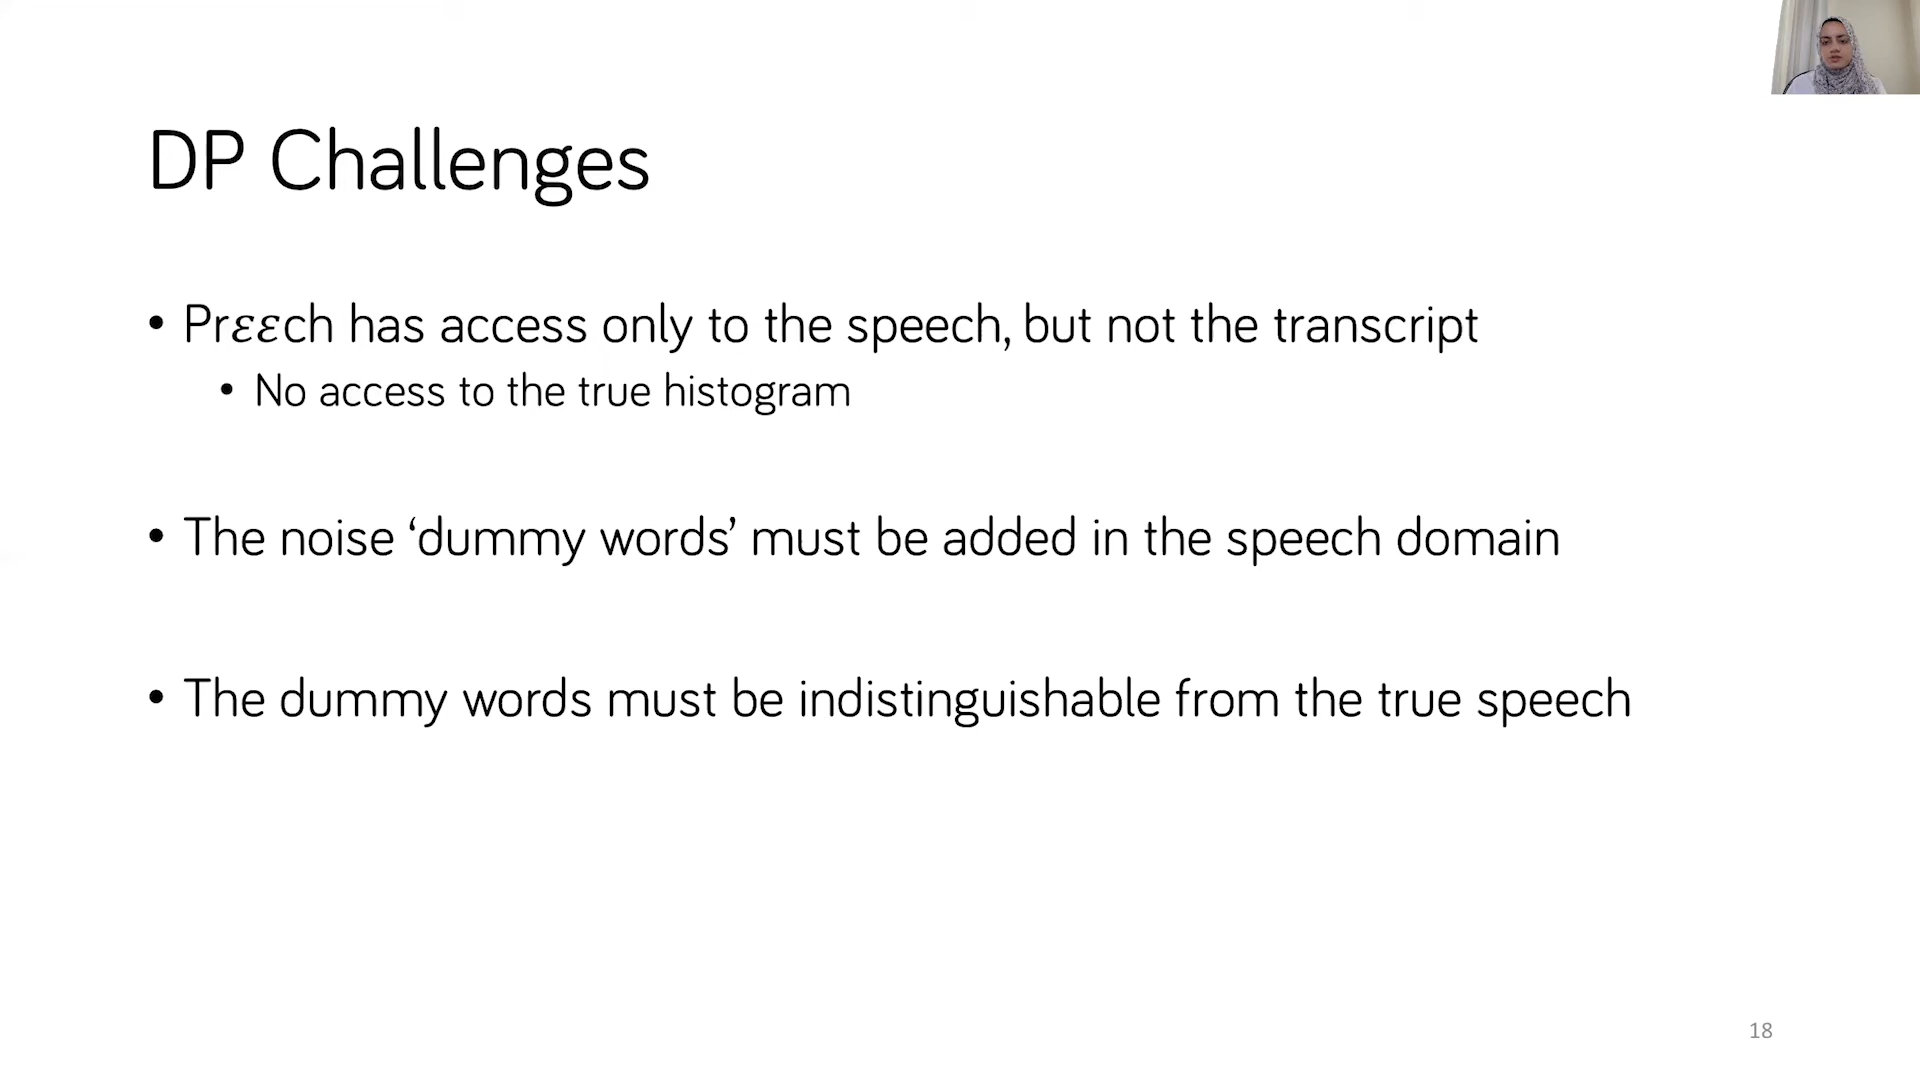 DP Challenges
• Pr𝜀𝜀ch has access only to the speech, but not the transcript
• No access to the true histogram
• The noise ‘dummy words’ must be added in the speech domain
• The dummy words must be indistinguishable from the true speech
18